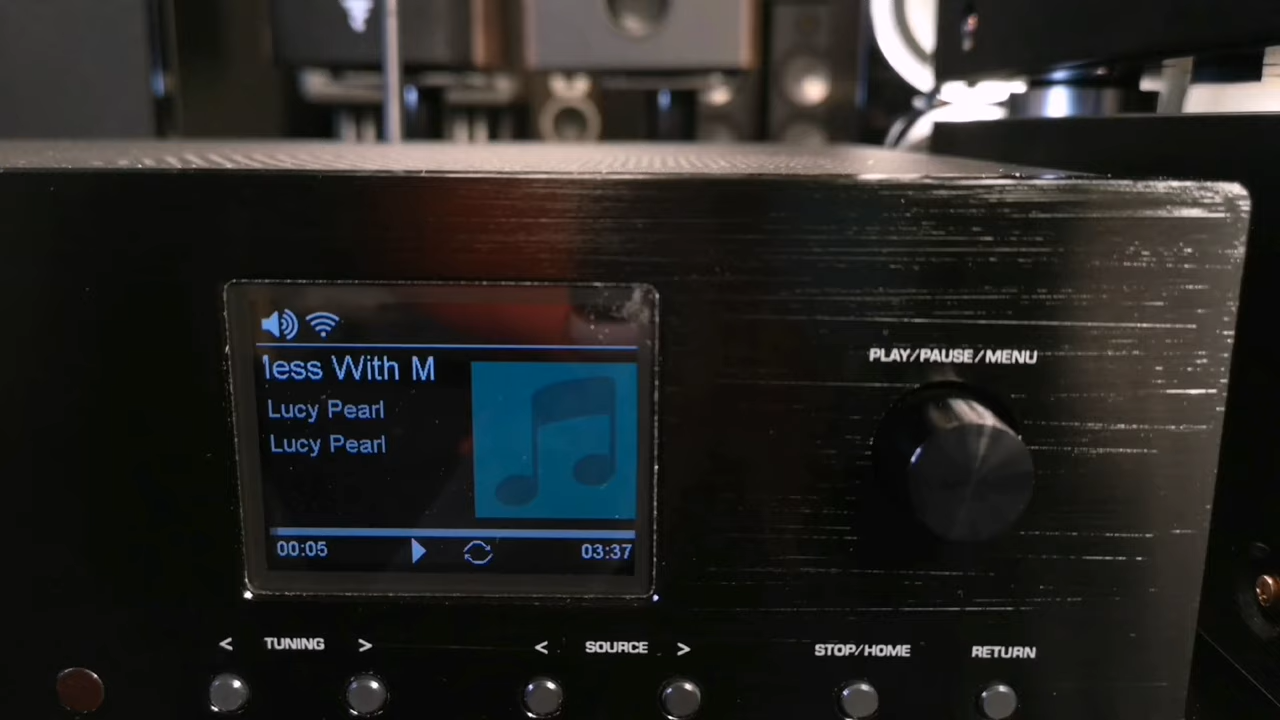 PLAY/PAUSE/MENU
less With M
Lucy Pearl
Lucy Pearl
00:05 03:37
< TUNING > < SOURCE > STOP/HOME RETURN